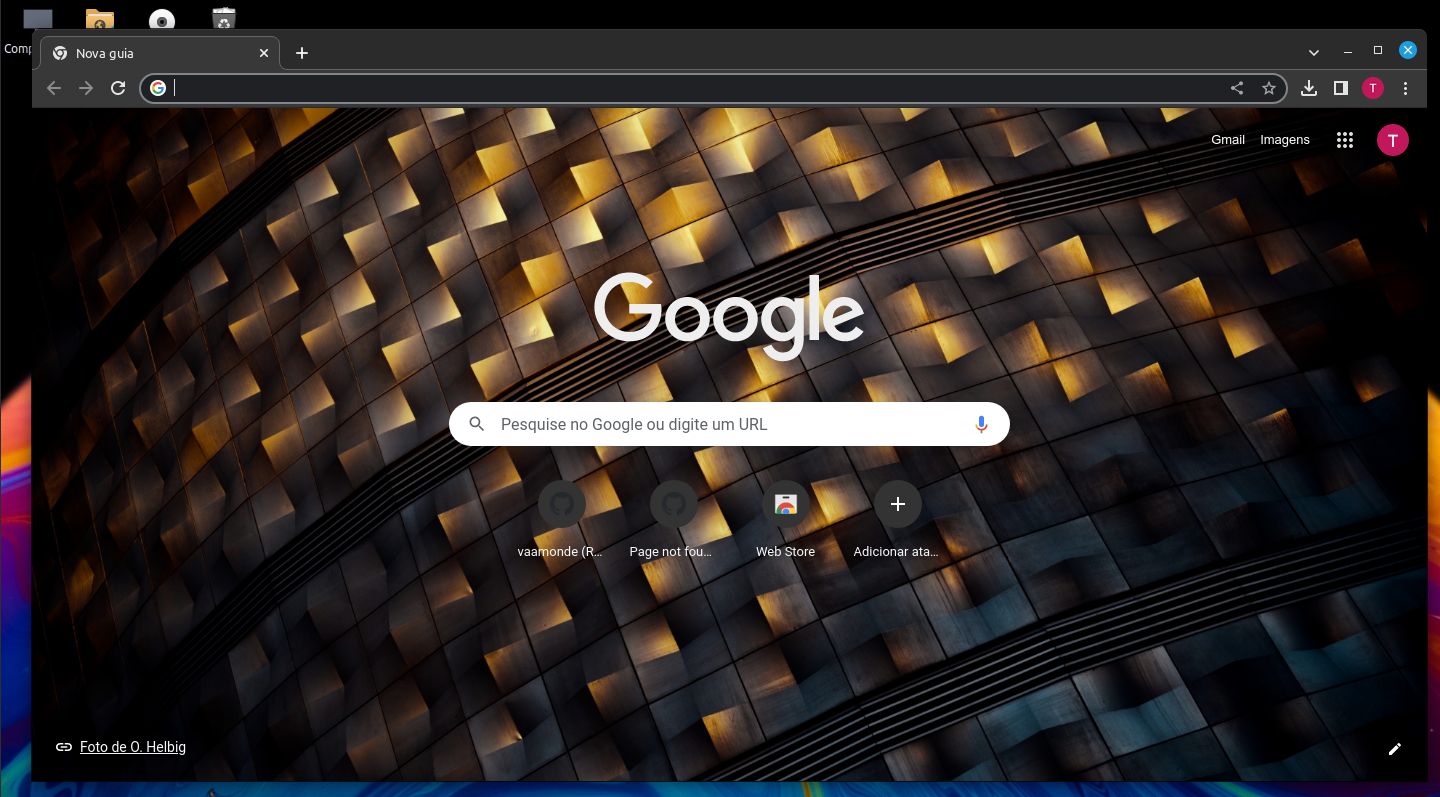 Comp
Nova guia
T
Gmail Imagens T
Google
Pesquise no Google ou digite um URL
vaamonde (R... Page not fou... Web Store Adicionar ata...
Foto de O. Helbig